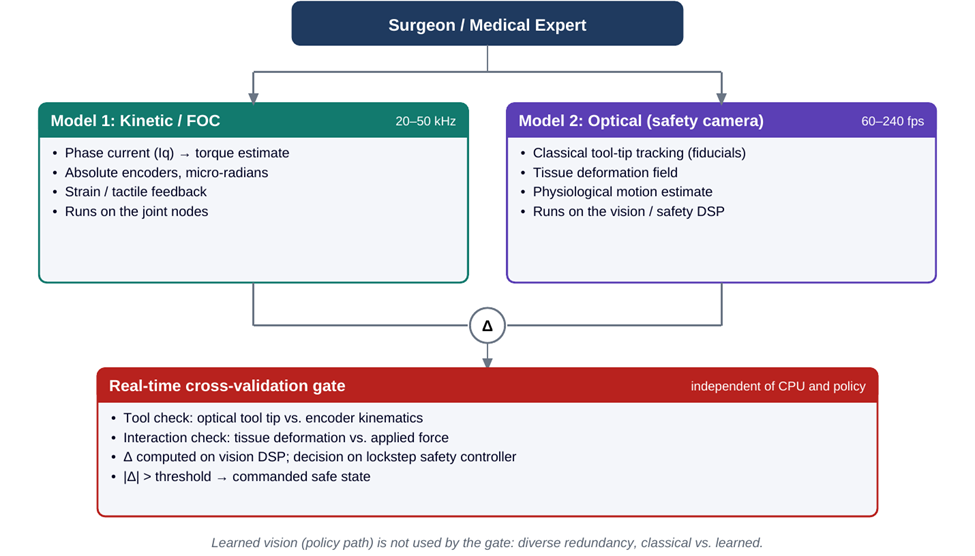 Surgeon / Medical Expert
Model 1: Kinetic / FOC
20–50 kHz
• Phase current (Iq) → torque estimate
• Absolute encoders, micro-radians
• Strain / tactile feedback
• Runs on the joint nodes
Model 2: Optical (safety camera)
60–240 fps
• Classical tool-tip tracking (fiducials)
• Tissue deformation field
• Physiological motion estimate
• Runs on the vision / safety DSP
Δ
Real-time cross-validation gate
independent of CPU and policy
• Tool check: optical tool tip vs. encoder kinematics
• Interaction check: tissue deformation vs. applied force
• Δ computed on vision DSP; decision on lockstep safety controller
• |Δ| > threshold → commanded safe state
Learned vision (policy path) is not used by the gate: diverse redundancy, classical vs. learned.